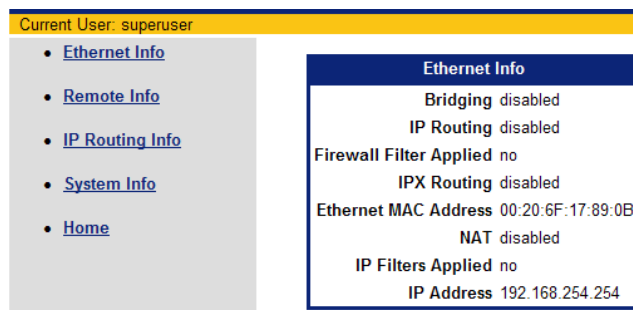 Current User: superuser
Ethernet Info
Remote Info
IP Routing Info
System Info
Home
Ethernet Info
Bridging disabled
IP Routing disabled
Firewall Filter Applied no
IPX Routing disabled
Ethernet MAC Address 00:20:6F:17:89:0B
NAT disabled
IP Filters Applied no
IP Address 192.168.254.254